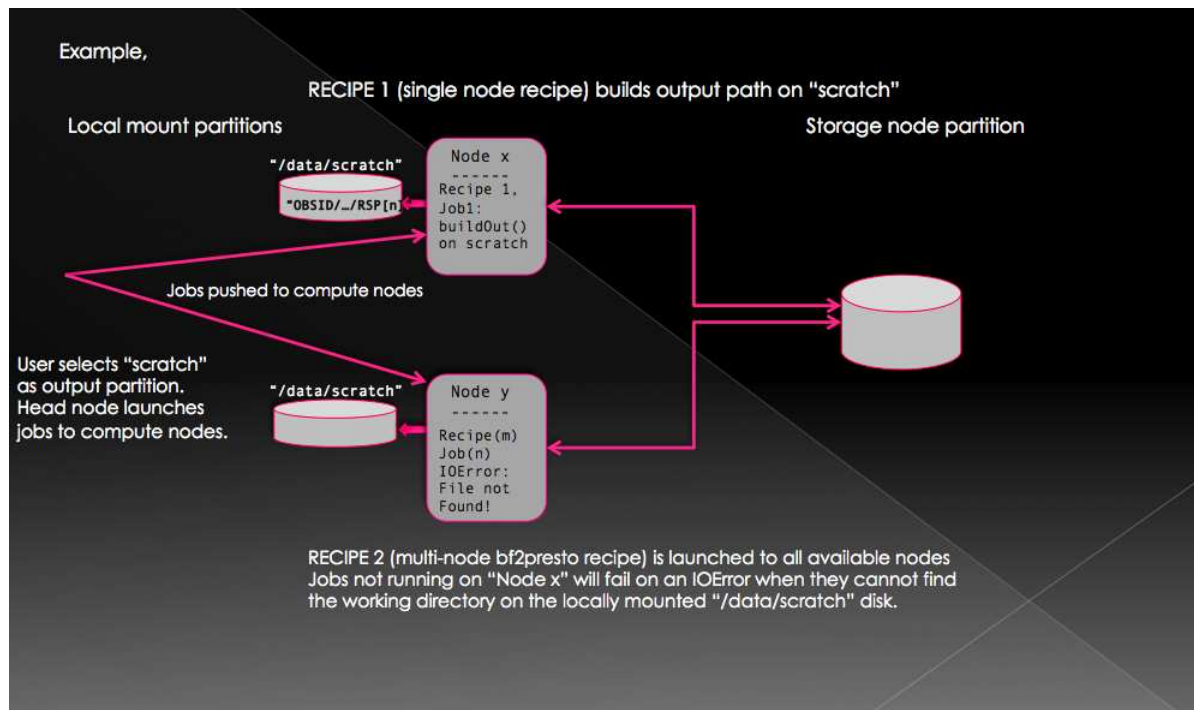 Example,
RECIPE 1 (single node recipe) builds output path on “scratch”
Local mount partitions
Storage node partition
"/data/scratch"
"OBSID/…/RSP[n]
Node x
------
Recipe 1,
Job1:
buildOut()
on scratch
Jobs pushed to compute nodes
User selects “scratch”
as output partition.
Head node launches
jobs to compute nodes.
"/data/scratch"
Node y
------
Recipe(m)
Job(n)
IOError:
File not
Found!
RECIPE 2 (multi-node bf2presto recipe) is launched to all available nodes
Jobs not running on “Node x” will fail on an IOError when they cannot find
the working directory on the locally mounted “/data/scratch” disk.